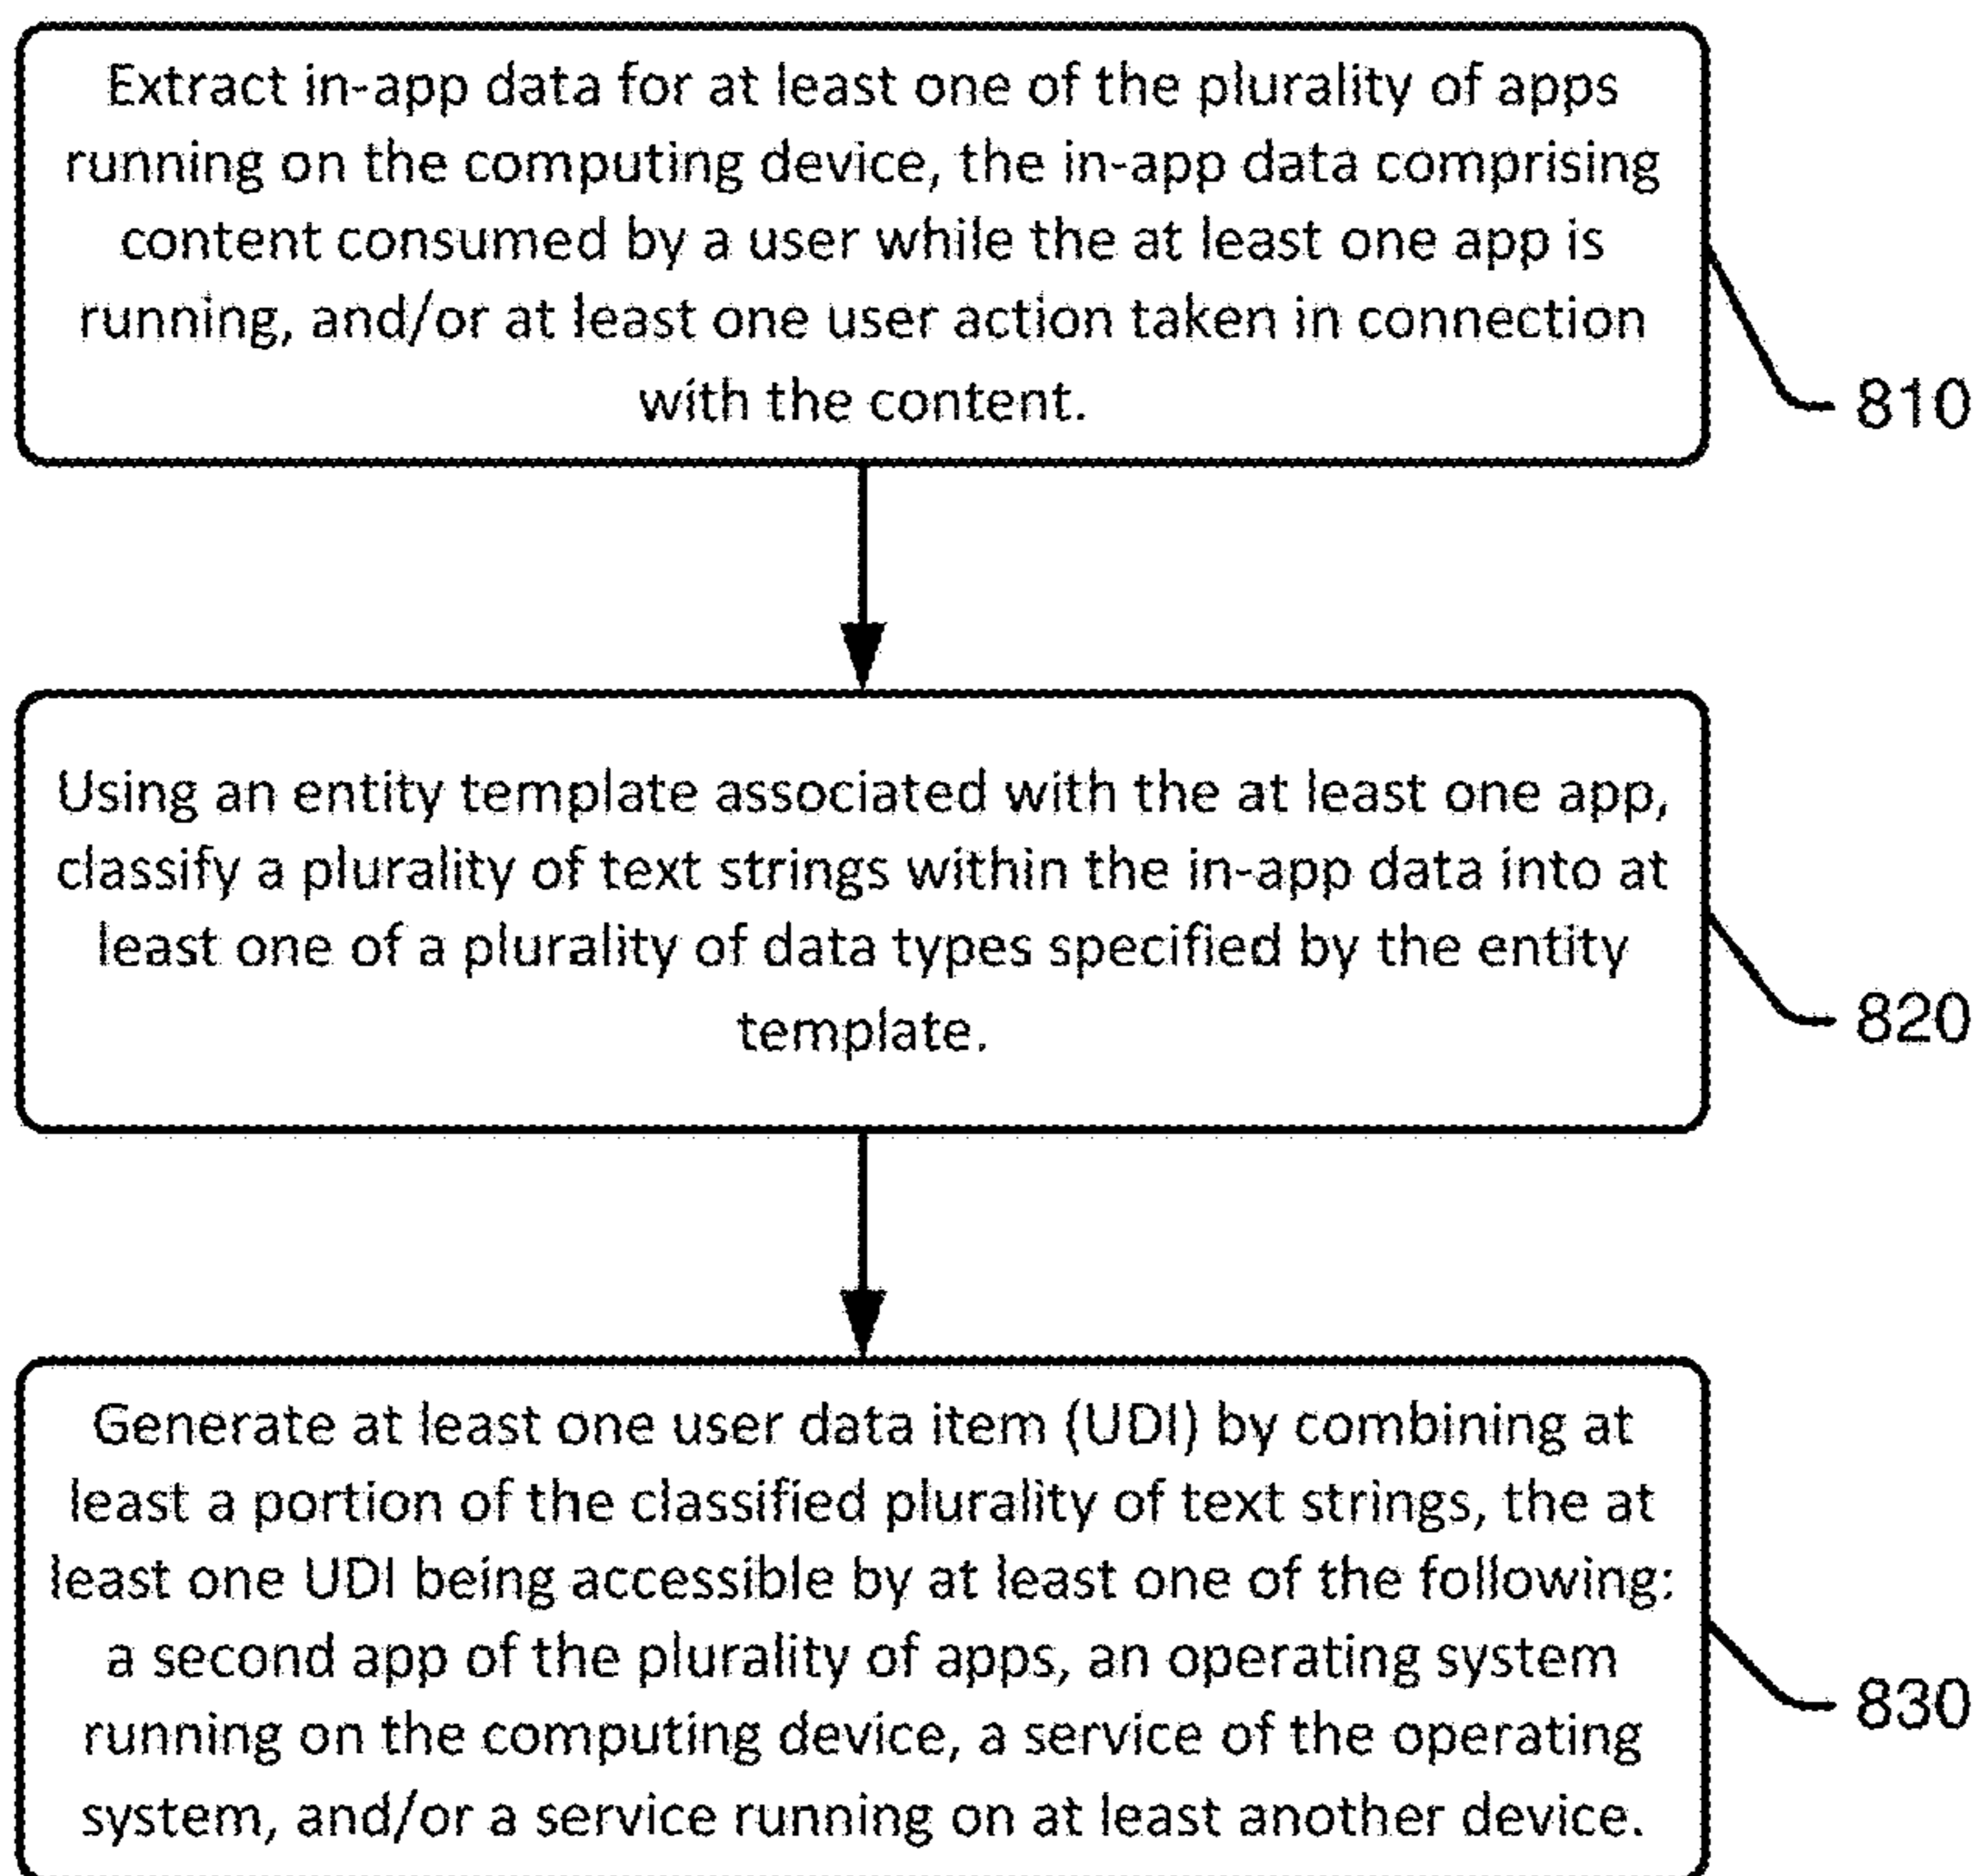 Extract in-app data for at least one of the plurality of apps
running on the computing device, the in-app data comprising
content consumed by a user while the at least one app is
running, and/or at least one user action taken in connection
with the content.
810
Using an entity template associated with the at least one app,
classify a plurality of text strings within the in-app data into at
least one of a plurality of data types specified by the entity
template.
820
Generate at least one user data item (UDI) by combining at
least a portion of the classified plurality of text strings, the at
least one UDI being accessible by at least one of the following:
a second app of the plurality of apps, an operating system
running on the computing device, a service of the operating
system, and/or a service running on at least another device.
830